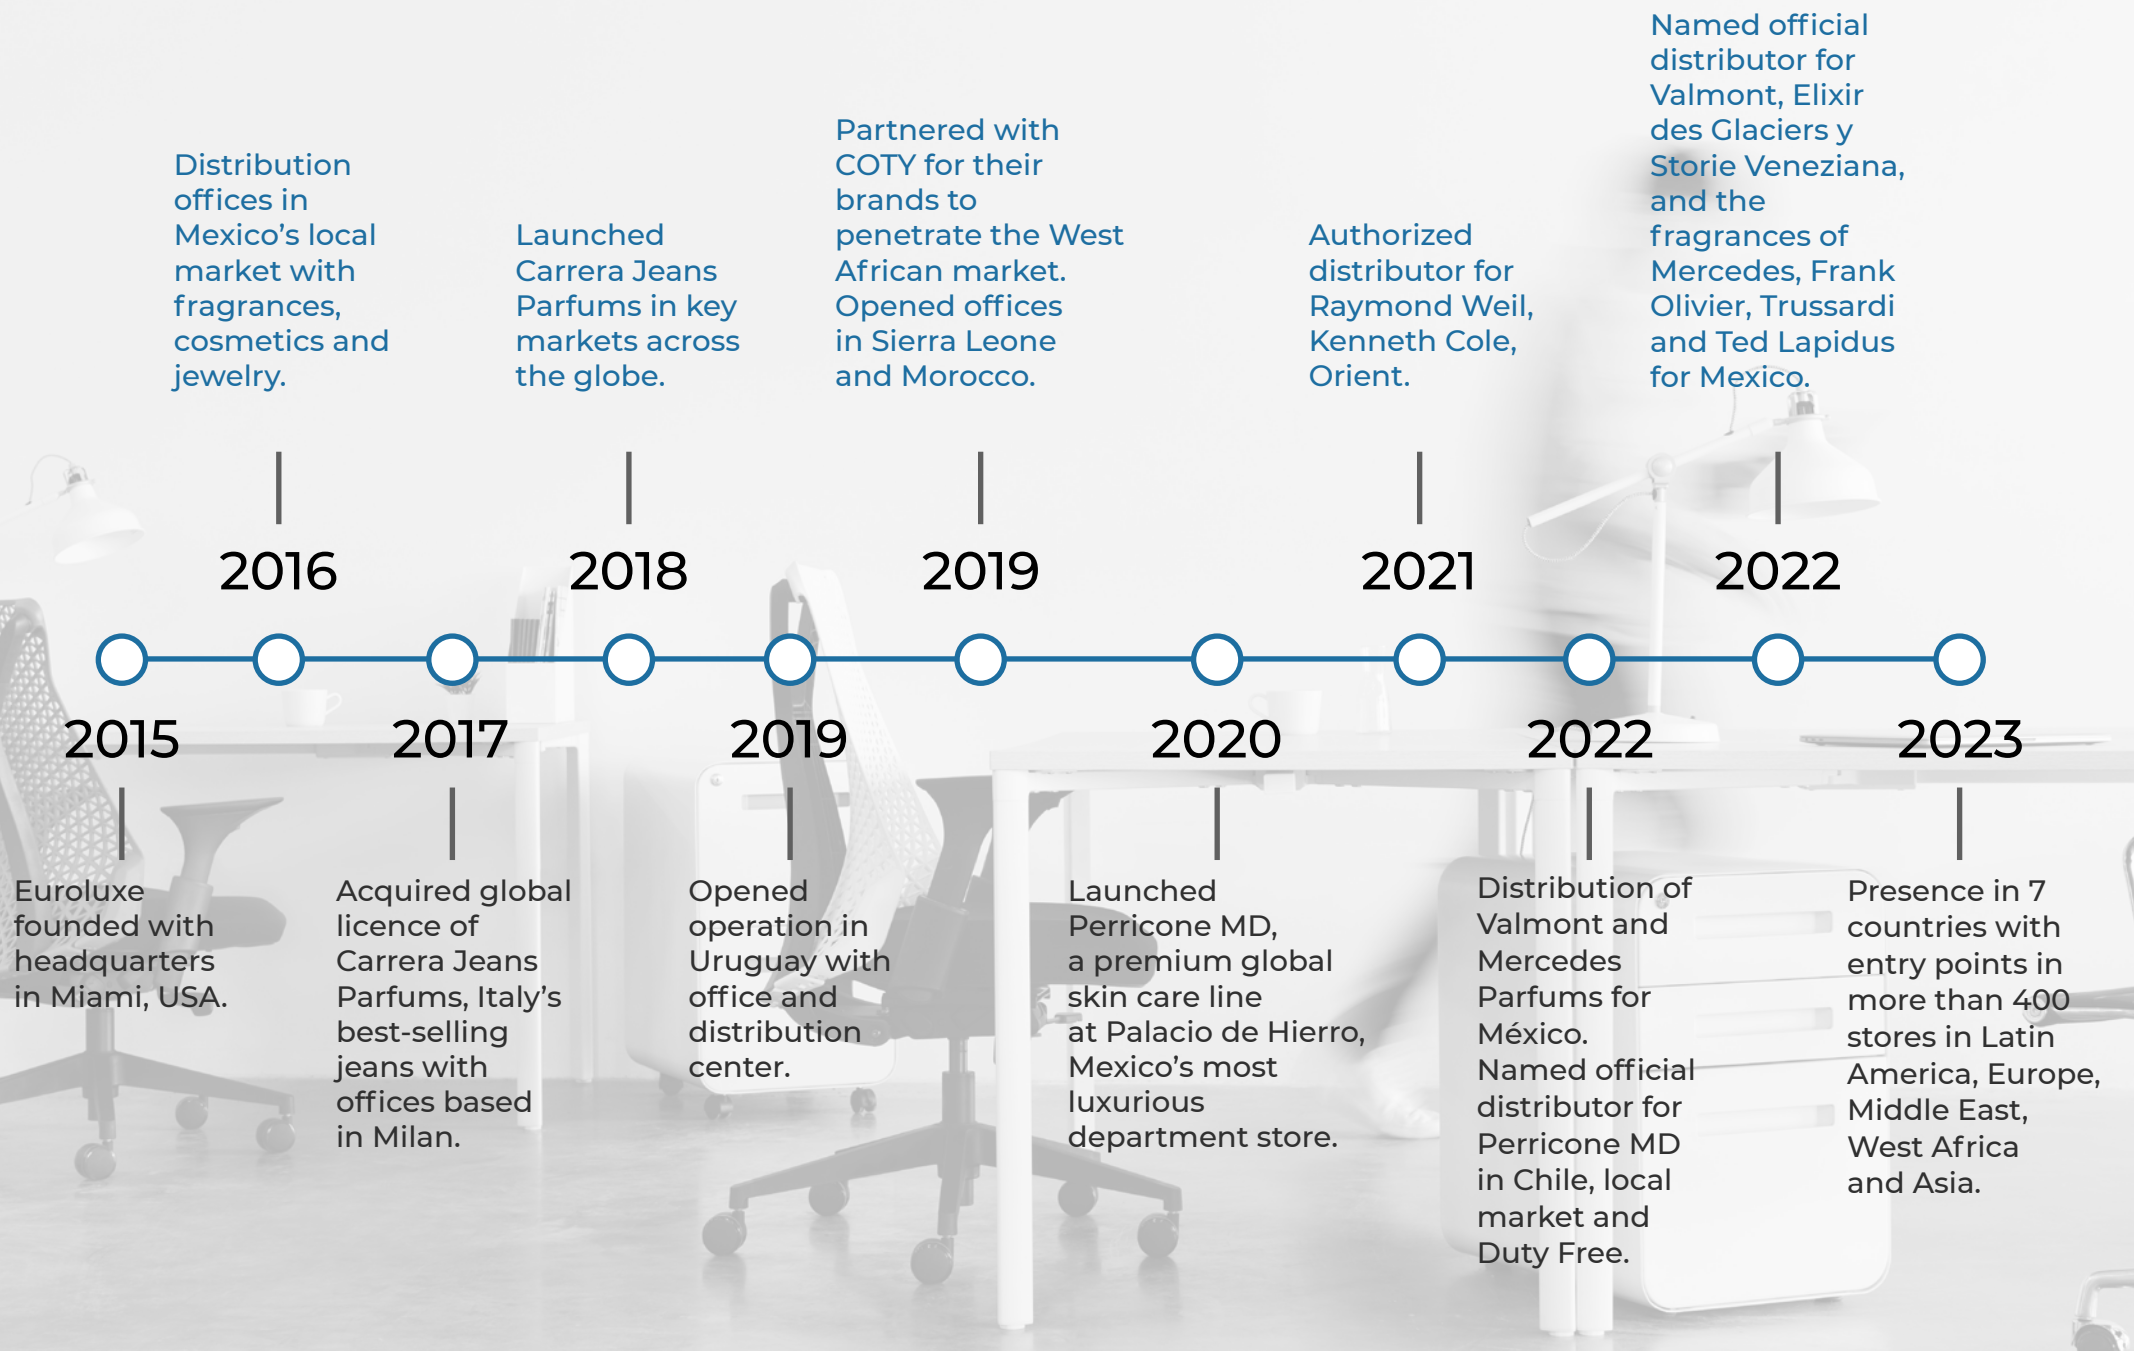 2015
Euroluxe
founded with
headquarters
in Miami, USA.
Distribution
offices in
Mexico’s local
market with
fragrances,
cosmetics and
jewelry.
2016
2017
Acquired global
licence of
Carrera Jeans
Parfums, Italy’s
best-selling
jeans with
offices based
in Milan.
Launched
Carrera Jeans
Parfums in key
markets across
the globe.
2018
2019
Opened
operation in
Uruguay with
office and
distribution
center.
Partnered with
COTY for their
brands to
penetrate the West
African market.
Opened offices
in Sierra Leone
and Morocco.
2019
2020
Launched
Perricone MD,
a premium global
skin care line
at Palacio de Hierro,
Mexico’s most
luxurious
department store.
Authorized
distributor for
Raymond Weil,
Kenneth Cole,
Orient.
2021
2022
Distribution of
Valmont and
Mercedes
Parfums for
México.
Named official
distributor for
Perricone MD
in Chile, local
market and
Duty Free.
Named official
distributor for
Valmont, Elixir
des Glaciers y
Storie Veneziana,
and the
fragrances of
Mercedes, Frank
Olivier, Trussardi
and Ted Lapidus
for Mexico.
2022
2023
Presence in 7
countries with
entry points in
more than 400
stores in Latin
America, Europe,
Middle East,
West Africa
and Asia.